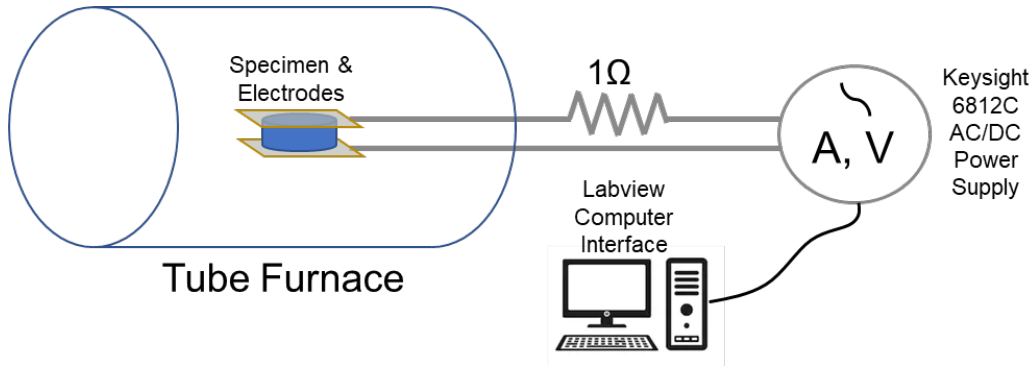 Specimen &
Electrodes
1Ω
A, V
Keysight
6812C
AC/DC
Power
Supply
Labview
Computer
Interface
Tube Furnace